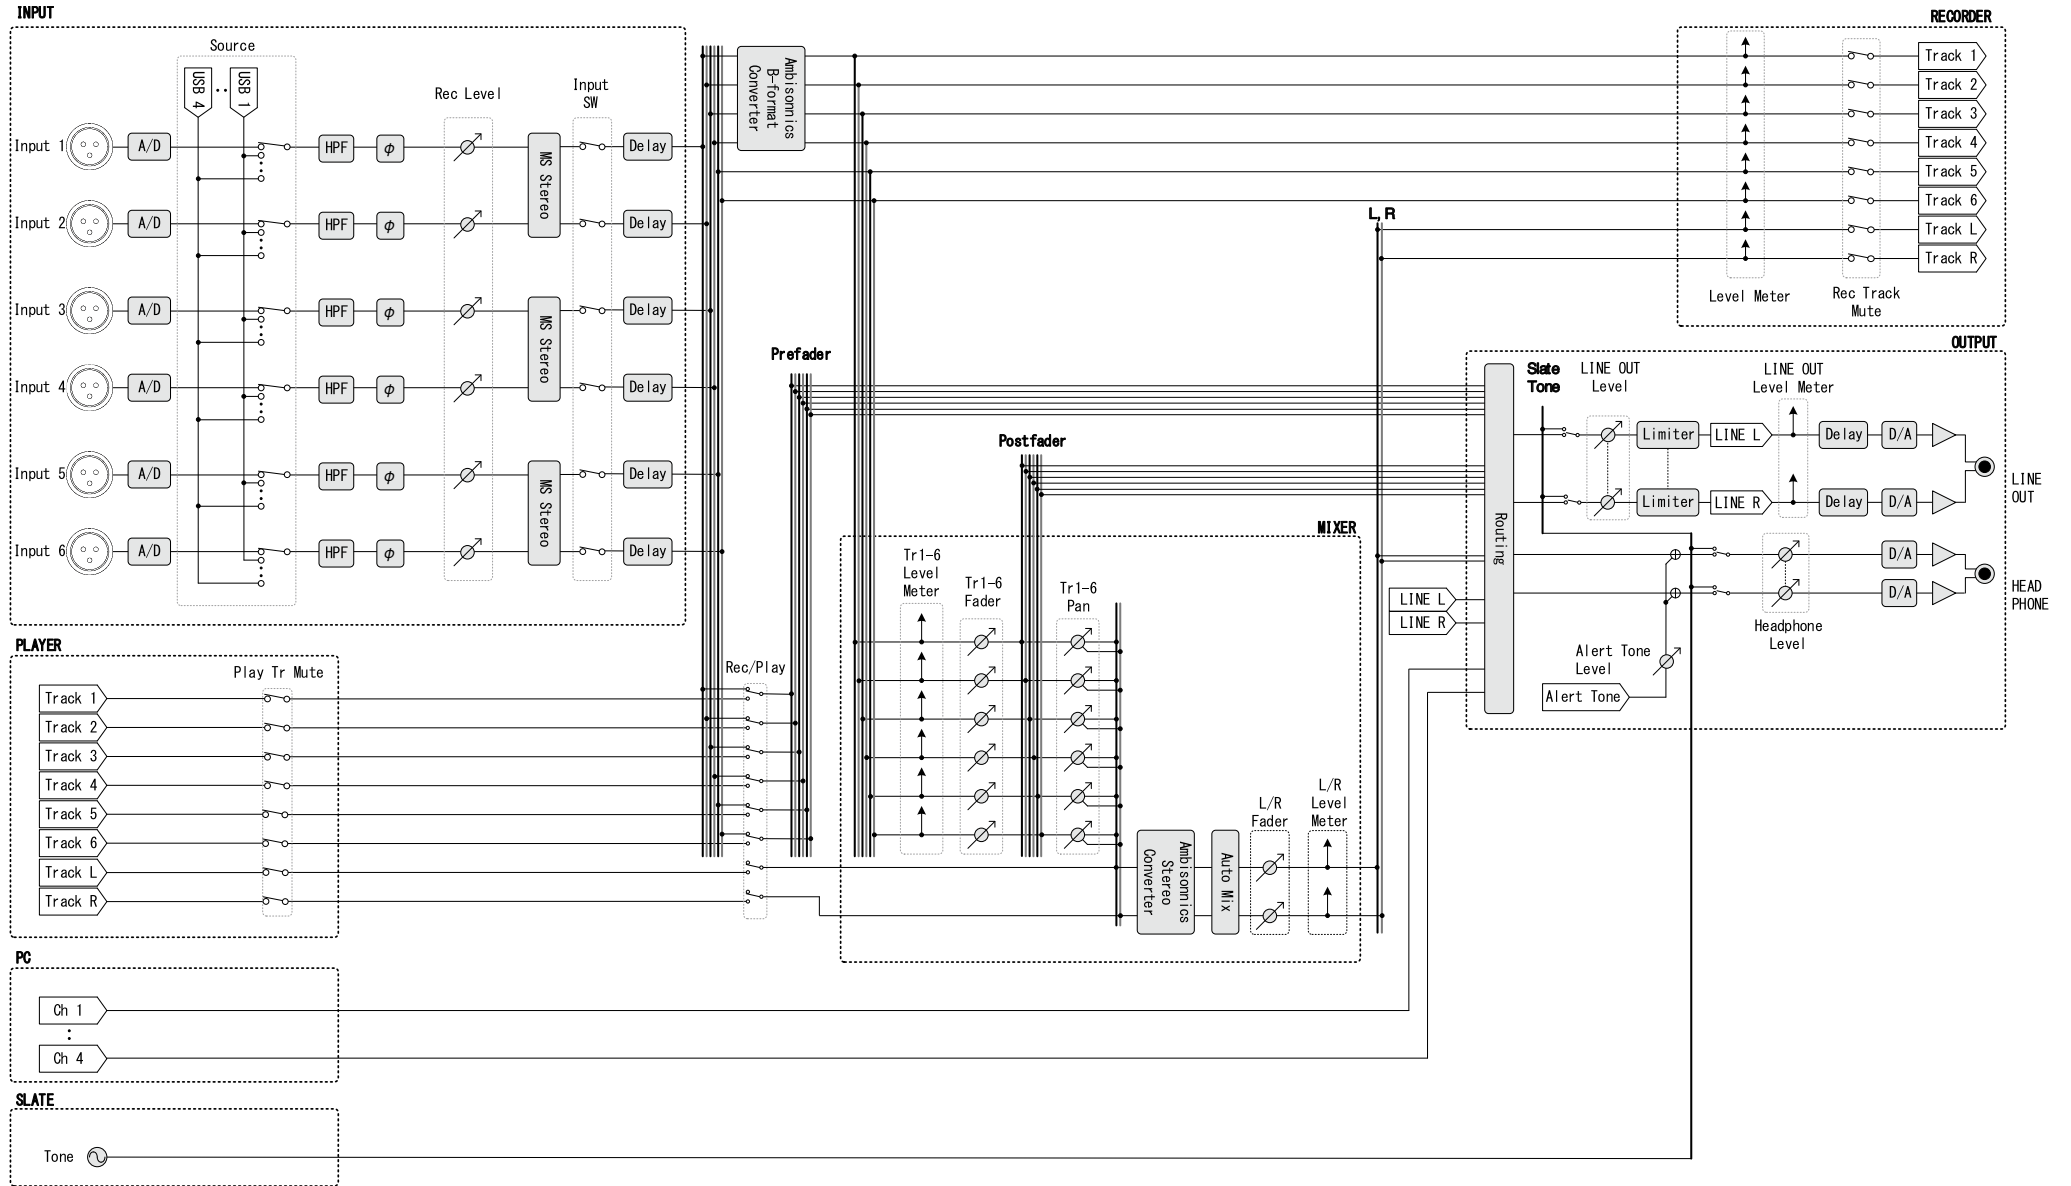 INPUT
Source
USB 4
USB 1
Rec Level
Input
SW
Input 1
A/D
HPF
φ
MS Stereo
Delay
Input 2
A/D
HPF
φ
Delay
Input 3
A/D
HPF
φ
MS Stereo
Delay
Input 4
A/D
HPF
φ
Delay
Input 5
A/D
HPF
φ
MS Stereo
Delay
Input 6
A/D
HPF
φ
Delay
Ambisonnics
B-format
Converter
RECORDER
Track 1
Track 2
Track 3
Track 4
Track 5
Track 6
Track L
Track R
Level Meter
Rec Track
Mute
L,R
Prefader
Postfader
OUTPUT
Routing
Slate
Tone
LINE OUT
Level
LINE OUT
Level Meter
Limiter
LINE L
Delay
D/A
Limiter
LINE R
Delay
D/A
LINE
OUT
D/A
D/A
HEAD
PHONE
LINE L
LINE R
Headphone
Level
Alert Tone
Level
Alert Tone
MIXER
Tr1-6
Level
Meter
Tr1-6
Fader
Tr1-6
Pan
Ambisonnics
Stereo
Converter
Auto Mix
L/R
Fader
L/R
Level
Meter
PLAYER
Play Tr Mute
Rec/Play
Track 1
Track 2
Track 3
Track 4
Track 5
Track 6
Track L
Track R
PC
Ch 1
Ch 4
SLATE
Tone